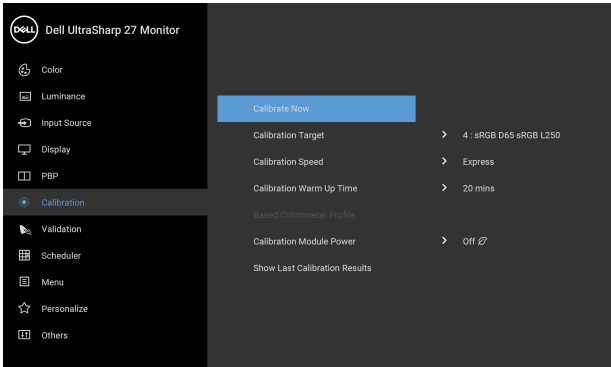 DELL Dell UltraSharp 27 Monitor
Color
Luminance
Input Source
Display
PBP
Calibration
Validation
Scheduler
Menu
Personalize
Others
Calibrate Now
Calibration Target 4 : sRGB D65 sRGB L250
Calibration Speed Express
Calibration Warm Up Time 20 mins
Based Colorimeter Profile
Calibration Module Power Off
Show Last Calibration Results